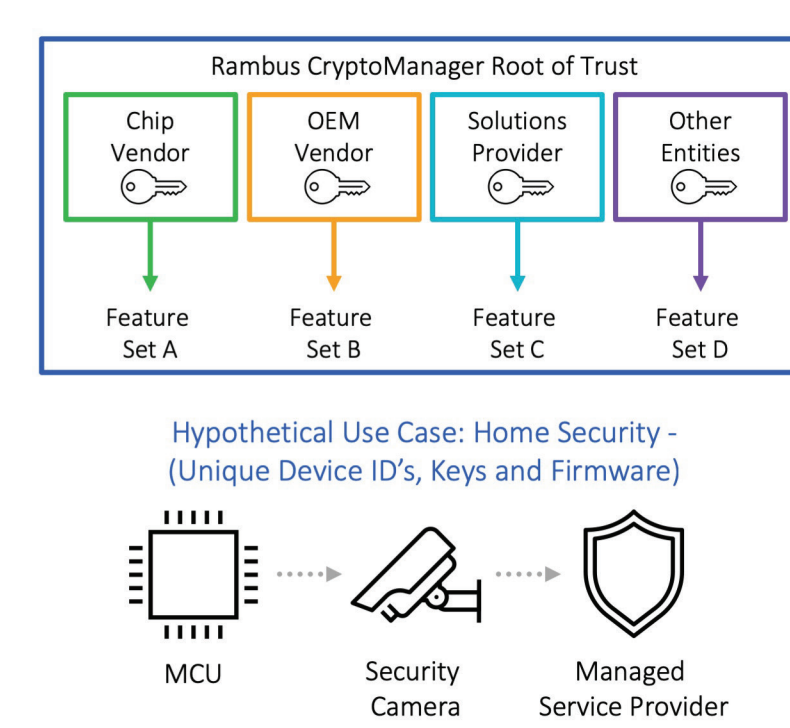 Rambus CryptoManager Root of Trust
Chip
Vendor
OEM
Vendor
Solutions
Provider
Other
Entities
Feature
Set A
Feature
Set B
Feature
Set C
Feature
Set D
Hypothetical Use Case: Home Security -
(Unique Device ID's, Keys and Firmware)
MCU
Security
Camera
Managed
Service Provider